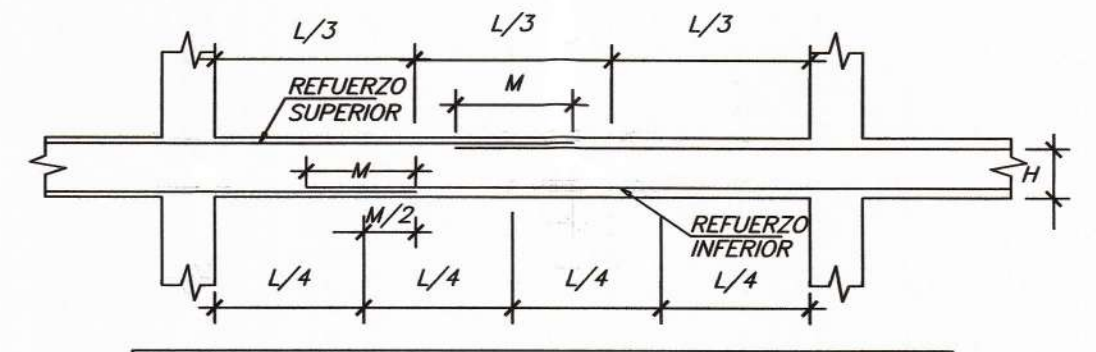 L/3
L/3
L/3
REFUERZO
SUPERIOR
M
M
H
M/2
REFUERZO
INFERIOR
L/4
L/4
L/4
L/4